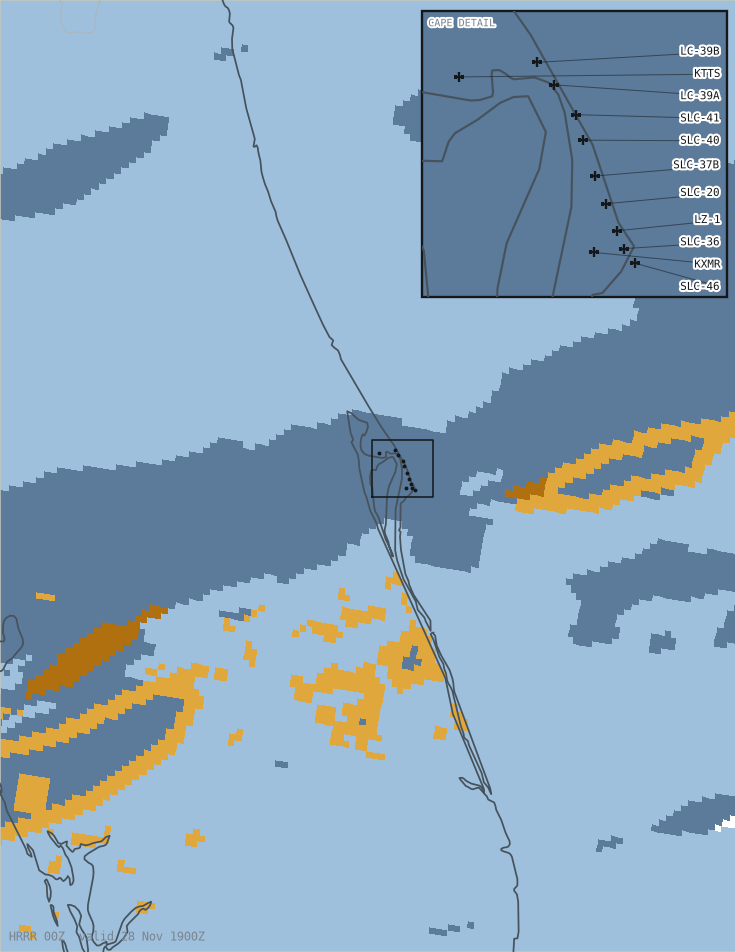 CAPE DETAIL
LC-39B
KTTS
LC-39A
SLC-41
SLC-40
SLC-37B
SLC-20
LZ-1
SLC-36
KXMR
SLC-46
HRRR 00Z  valid 28 Nov 1900Z